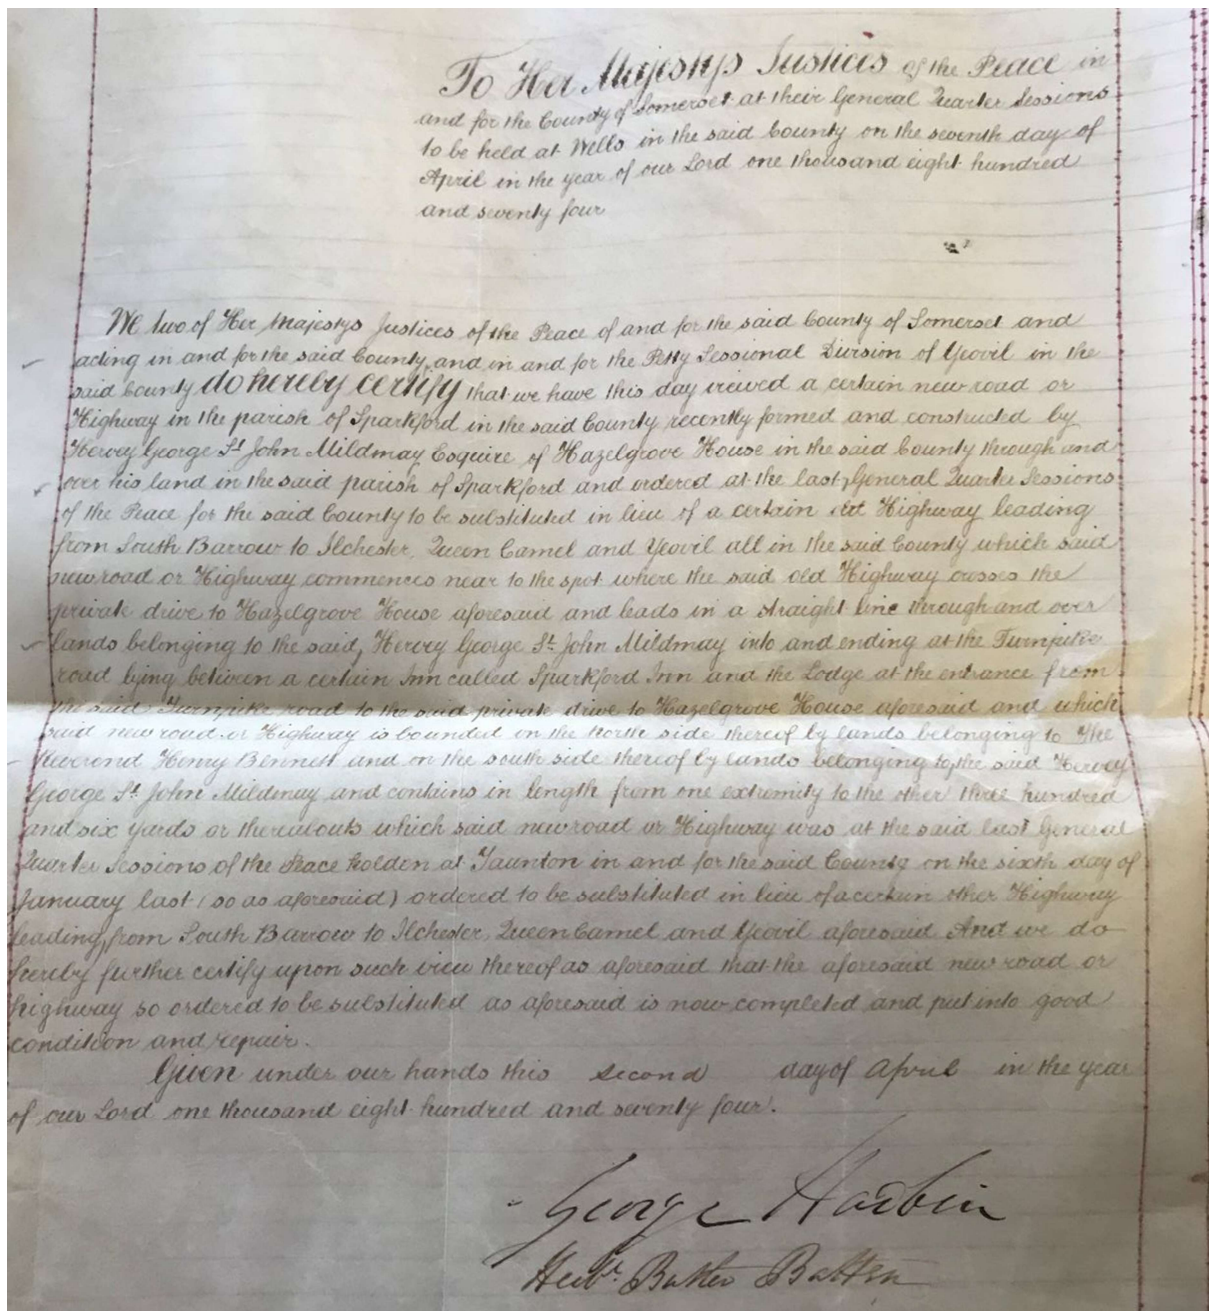 To Her Majestys Justices of the Peace in
and for the County of Somerset at their General Quarter Sessions
to be held at Wells in the said County on the seventh day of
April in the year of our Lord one thousand eight hundred
and seventy four
We two of Her Majestys Justices of the Peace of and for the said County of Somerset and
acting in and for the said County and in and for the Petty Sessional Division of Yeovil in the
said County do hereby certify that we have this day viewed a certain new road or
Highway in the parish of Sparkford in the said County recently formed and constructed by
Hervey George St. John Mildmay Esquire of Hazelgrove House in the said County through and
over his land in the said parish of Sparkford and ordered at the last General Quarter Sessions
of the Peace for the said County to be substituted in lieu of a certain Highway leading
from South Barrow to Ilchester, Queen Camel and Yeovil all in the said County which said
new road or Highway commences near to the spot where the said old Highway crosses the
private drive to Hazelgrove House aforesaid and leads in a straight line through and over
lands belonging to the said Hervey George St. John Mildmay into and ending at the Turnpike
road lying between a certain Inn called Sparkford Inn and the Lodge at the entrance from
the said Turnpike road to the said private drive to Hazelgrove House aforesaid and which
said new road or Highway is bounded on the North side thereof by lands belonging to The
Reverend Henry Bennett and on the south side thereof by lands belonging to the said Hervey
George St. John Mildmay and contains in length from one extremity to the other three hundred
and six yards or thereabouts which said new road or Highway was at the said last General
Quarter Sessions of the Peace holden at Taunton in and for the said County on the sixth day of
January last (so as aforesaid) ordered to be substituted in lieu of a certain other Highway
leading from South Barrow to Ilchester, Queen Camel and Yeovil aforesaid And we do
hereby further certify upon such view thereof as aforesaid that the aforesaid new road or
highway so ordered to be substituted as aforesaid is now completed and put into good
condition and repair.
Given under our hands this second day of April in the year
of our Lord one thousand eight hundred and seventy four.
George Harbin
Herbt. Batten